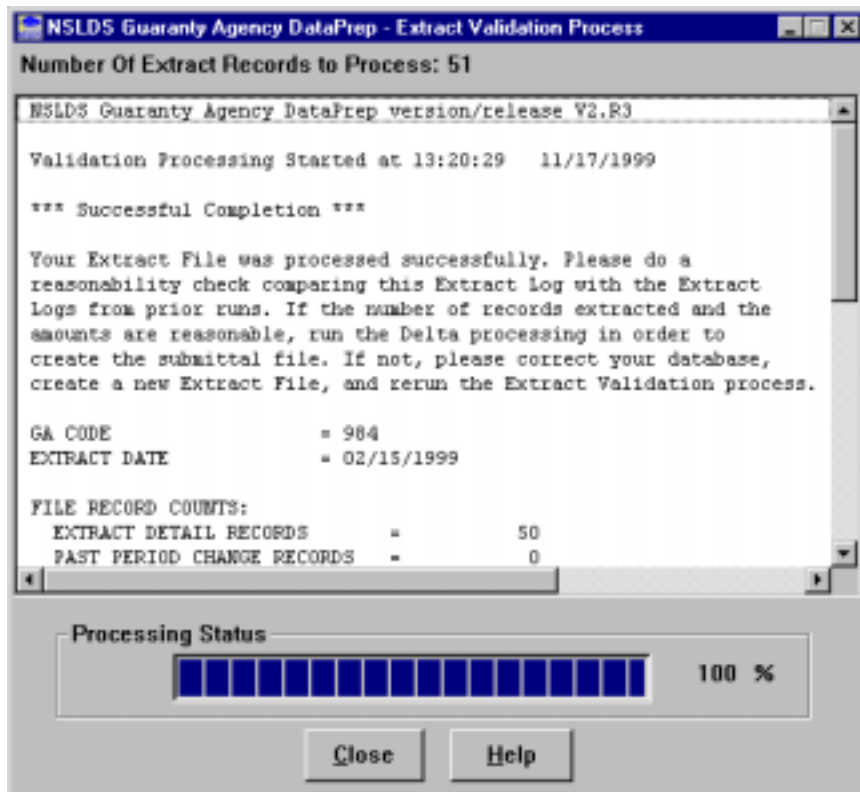 NSLDS Guaranty Agency DataPrep - Extract Validation Process
Number Of Extract Records to Process: 51
NSLDS Guaranty Agency DataPrep version/release V2.R3
Validation Processing Started at 13:20:29 11/17/1999
*** Successful Completion ***
Your Extract File was processed successfully. Please do a
reasonability check comparing this Extract Log with the Extract
Logs from prior runs. If the number of records extracted and the
amounts are reasonable, run the Delta processing in order to
create the submittal file. If not, please correct your database,
create a new Extract File, and rerun the Extract Validation process.
GA CODE = 984
EXTRACT DATE = 02/15/1999
FILE RECORD COUNTS:
EXTRACT DETAIL RECORDS = 50
PAST PERIOD CHANGE RECORDS = 0
Processing Status
100 %
Close Help